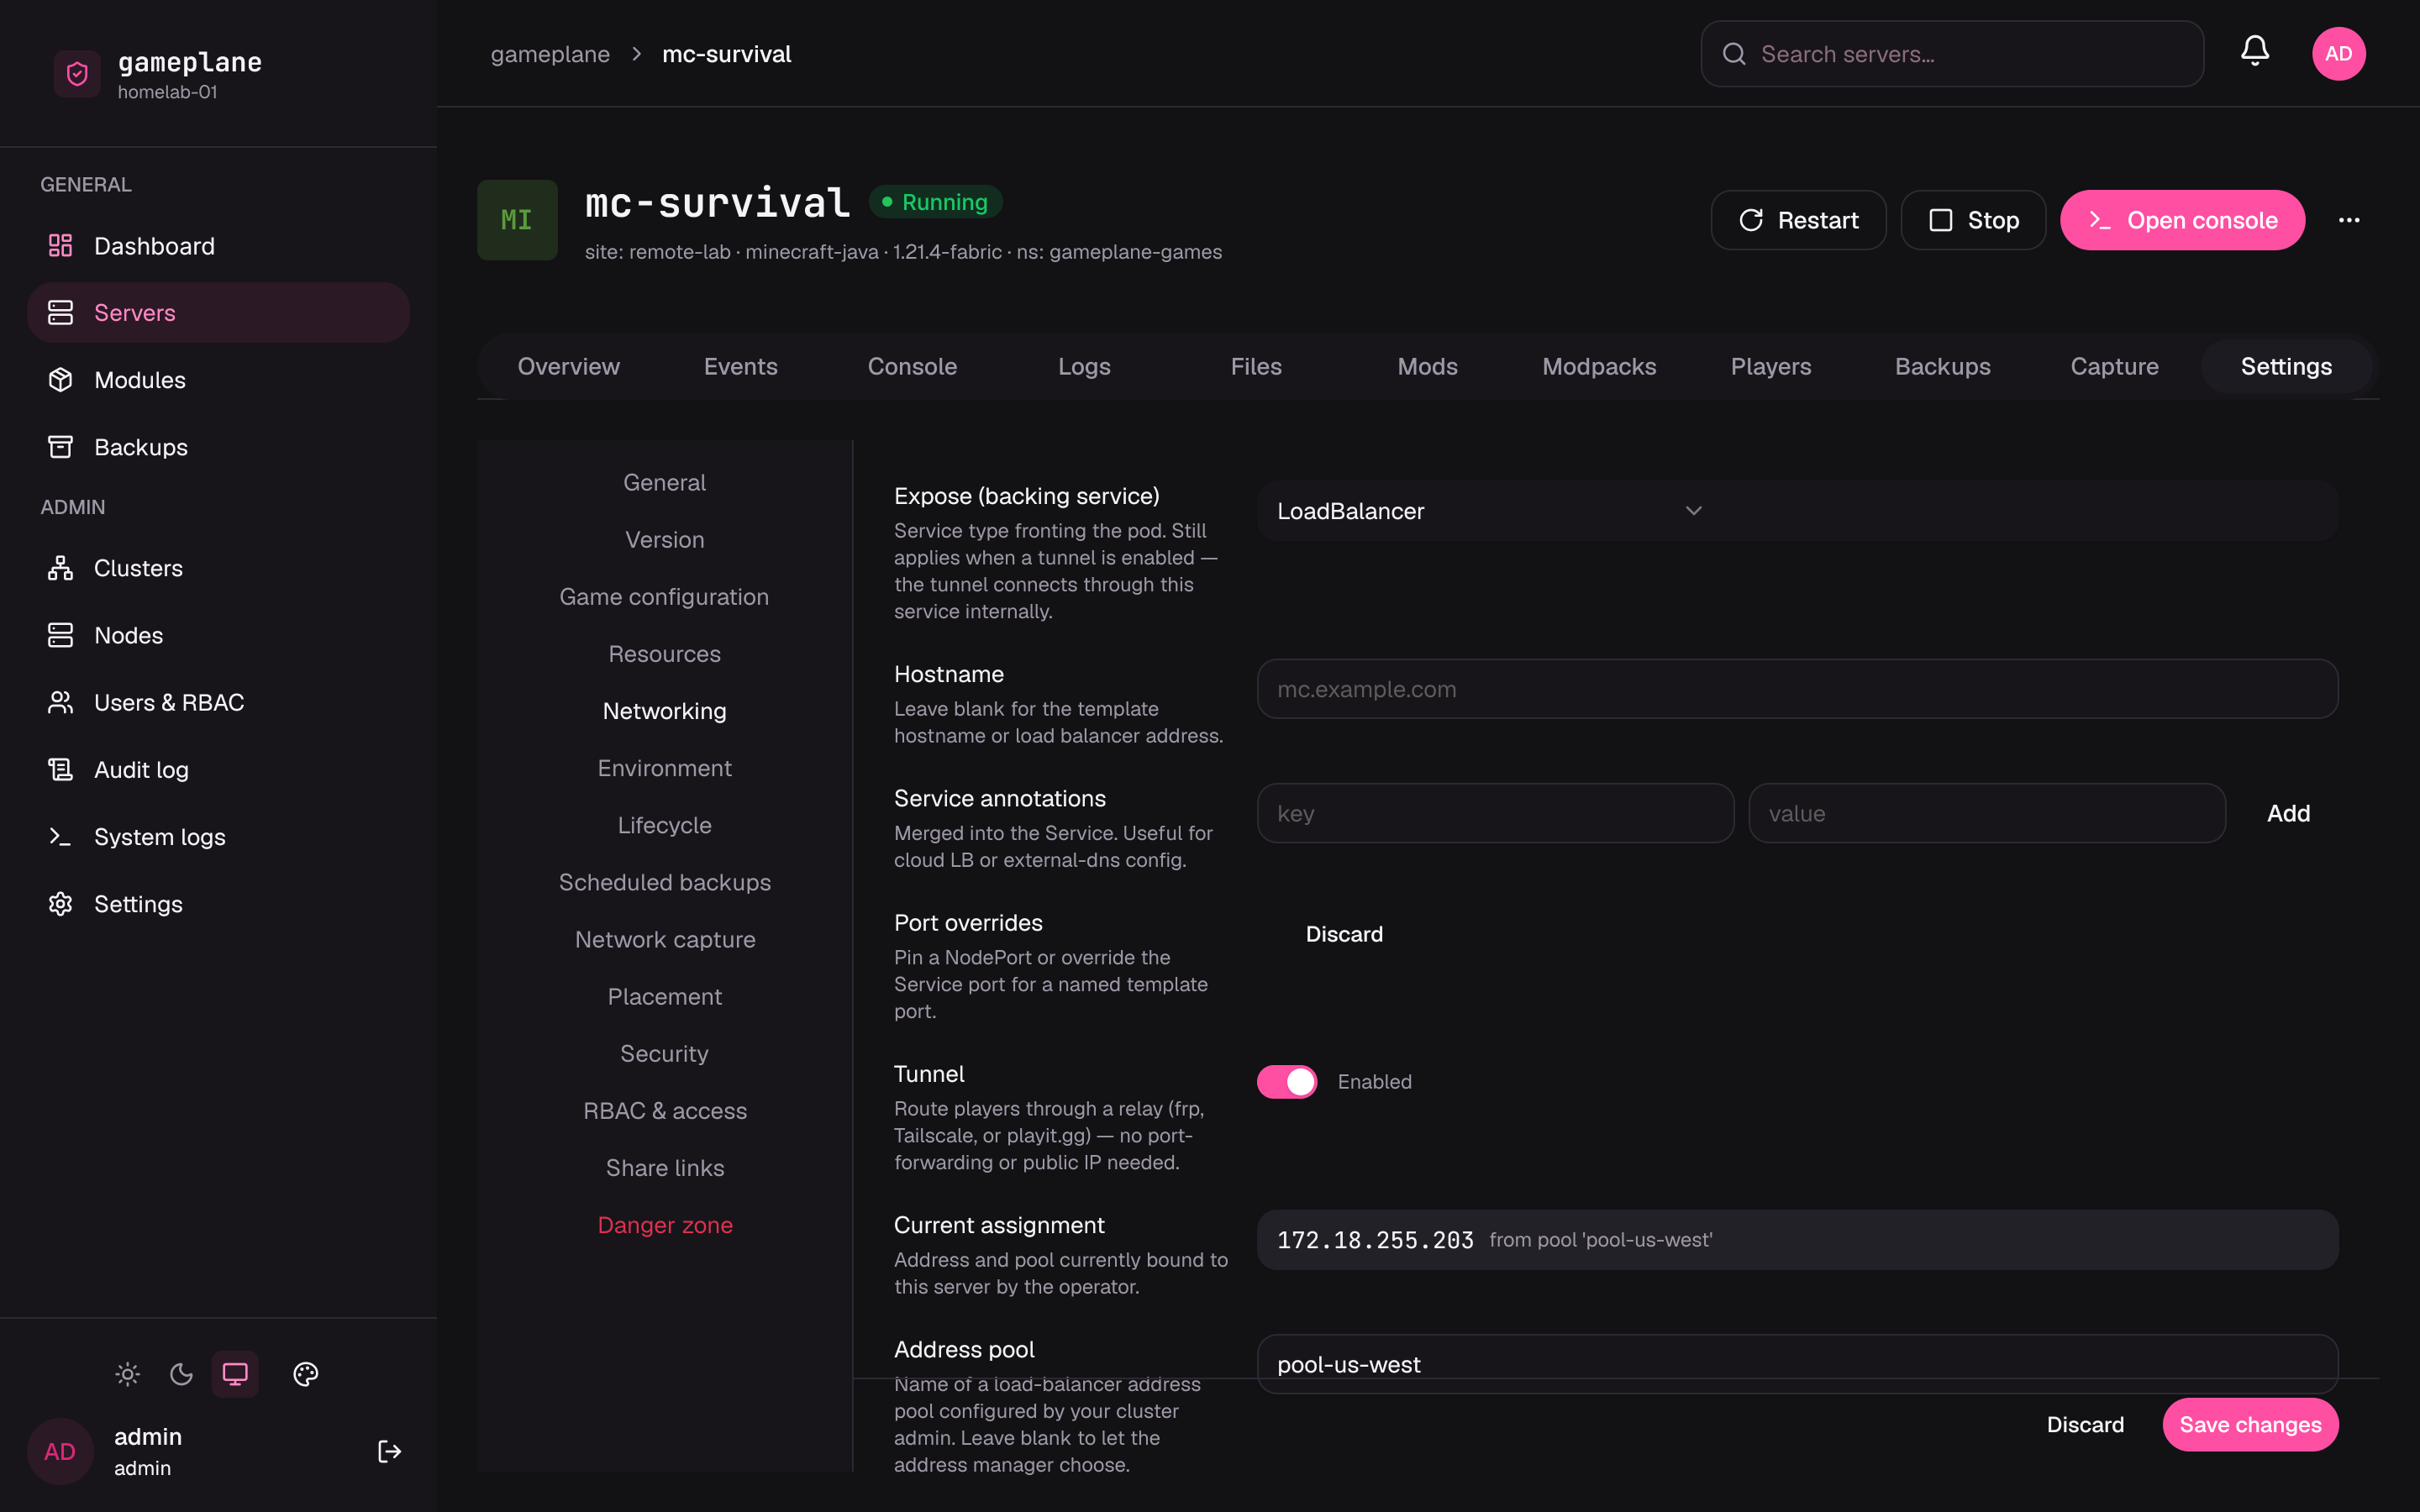 gameplane
homelab-01
GENERAL
Dashboard
Servers
Modules
Backups
ADMIN
Clusters
Nodes
Users & RBAC
Audit log
System logs
Settings
AD
admin
admin
gameplane > mc-survival
Search servers...
AD
MI
mc-survival
Running
site: remote-lab · minecraft-java · 1.21.4-fabric · ns: gameplane-games
Restart
Stop
Open console
Overview
Events
Console
Logs
Files
Mods
Modpacks
Players
Backups
Capture
Settings
General
Version
Game configuration
Resources
Networking
Environment
Lifecycle
Scheduled backups
Network capture
Placement
Security
RBAC & access
Share links
Danger zone
Expose (backing service)
Service type fronting the pod. Still
applies when a tunnel is enabled —
the tunnel connects through this
service internally.
LoadBalancer
Hostname
Leave blank for the template
hostname or load balancer address.
mc.example.com
Service annotations
Merged into the Service. Useful for
cloud LB or external-dns config.
key
value
Add
Port overrides
Pin a NodePort or override the
Service port for a named template
port.
Discard
Tunnel
Route players through a relay (frp,
Tailscale, or playit.gg) — no port-
forwarding or public IP needed.
Enabled
Current assignment
Address and pool currently bound to
this server by the operator.
172.18.255.203 from pool 'pool-us-west'
Address pool
Name of a load-balancer address
pool configured by your cluster
admin. Leave blank to let the
address manager choose.
pool-us-west
Discard
Save changes